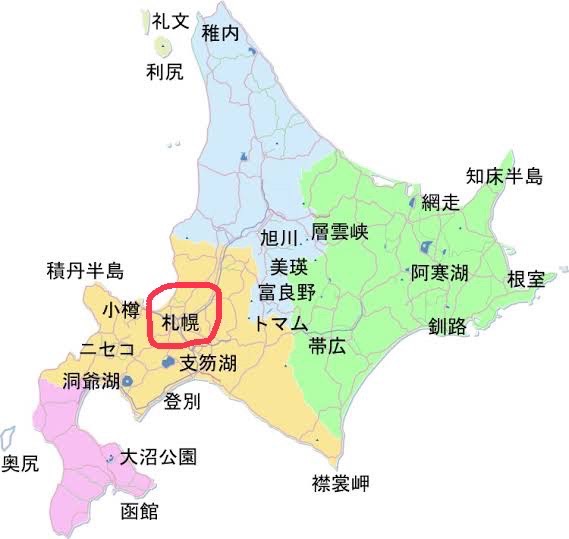 礼文
稚内
利尻
知床半島
網走
旭川
層雲峡
美瑛
阿寒湖
積丹半島
根室
富良野
小樽
札幌
トマム
釧路
帯広
ニセコ
支笏湖
洞爺湖
登別
奥尻
大沼公園
襟裳岬
函館